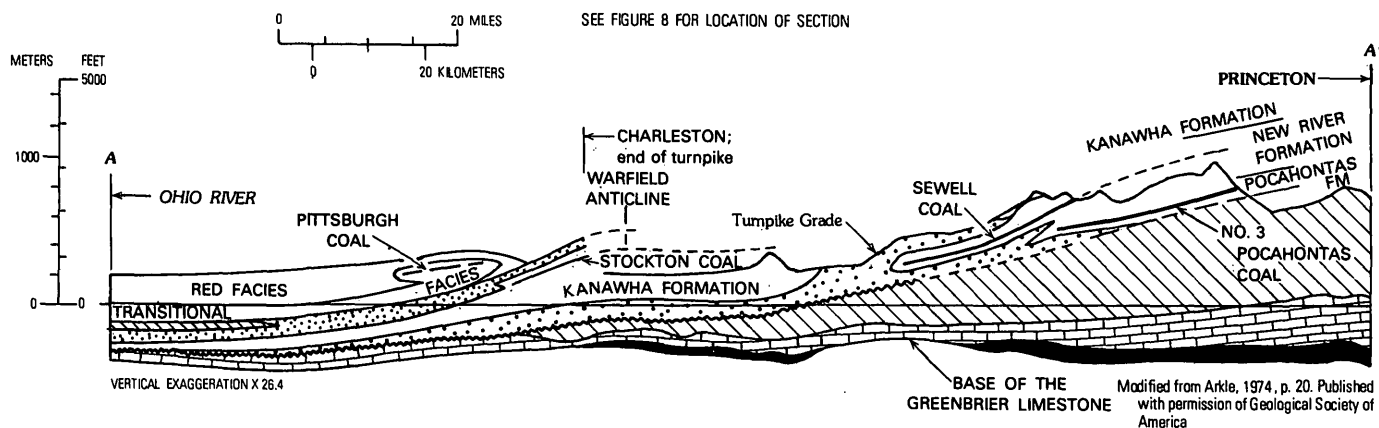 0 20 MILES
SEE FIGURE 8 FOR LOCATION OF SECTION
0 20 KILOMETERS
METERS FEET
5000
1000
0 0
A
A'
PRINCETON
OHIO RIVER
CHARLESTON;
end of turnpike
WARFIELD
ANTICLINE
PITTSBURGH
COAL
STOCKTON COAL
Turnpike Grade
SEWELL
COAL
KANAWHA FORMATION
NEW RIVER
FORMATION
POCAHONTAS
FM
NO. 3
POCAHONTAS
COAL
RED FACIES
TRANSITIONAL
FACIES
KANAWHA FORMATION
VERTICAL EXAGGERATION X 26.4
BASE OF THE
GREENBRIER LIMESTONE
Modified from Arkle, 1974, p. 20. Published
with permission of Geological Society of
America